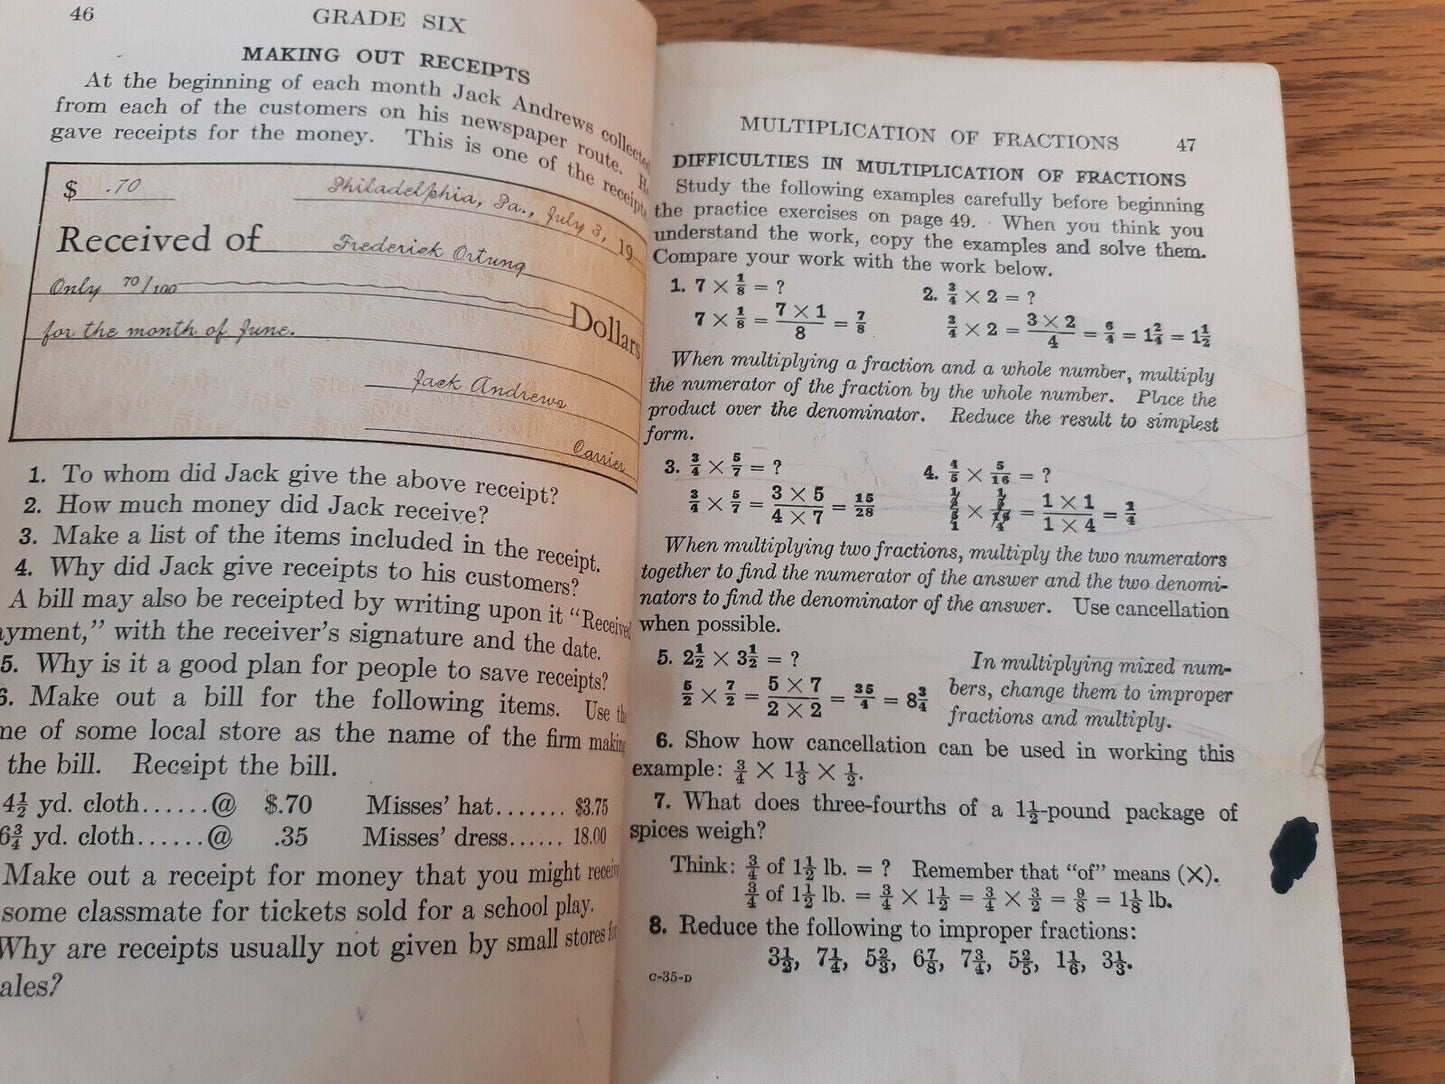 46
GRADE SIX
MAKING OUT RECEIPTS
At the beginning of each month Jack Andrews collected
from each of the customers on his newspaper route. He
gave receipts for the money. This is one of the receipts
$ .70 Philadelphia, Pa., July 3, 19
Received of Frederick Ortung
Only 70/100 Dollars
for the month of June.
Jack Andrews
Carrier
1. To whom did Jack give the above receipt?
2. How much money did Jack receive?
3. Make a list of the items included in the receipt.
4. Why did Jack give receipts to his customers?
A bill may also be receipted by writing upon it "Received
ayment," with the receiver's signature and the date.
5. Why is it a good plan for people to save receipts?
6. Make out a bill for the following items. Use the
me of some local store as the name of the firm making
the bill. Receipt the bill.
4½ yd. cloth......@ $.70 Misses' hat....... $3.75
6¾ yd. cloth......@ .35 Misses' dress...... 18.00
Make out a receipt for money that you might receive
some classmate for tickets sold for a school play.
Why are receipts usually not given by small stores for
ales?
MULTIPLICATION OF FRACTIONS 47
DIFFICULTIES IN MULTIPLICATION OF FRACTIONS
Study the following examples carefully before beginning
the practice exercises on page 49. When you think you
understand the work, copy the examples and solve them.
Compare your work with the work below.
1. 7 × 1/8 = ? 2. 3/4 × 2 = ?
7 × 1/8 = 7 × 1/8 = 7/8 3/4 × 2 = 3 × 2/4 = 6/4 = 1 2/4 = 1 1/2
When multiplying a fraction and a whole number, multiply
the numerator of the fraction by the whole number. Place the
product over the denominator. Reduce the result to simplest
form.
3. 3/4 × 5/7 = ? 4. 4/5 × 5/16 = ?
3/4 × 5/7 = 3 × 5/4 × 7 = 15/28 4/5 × 5/16 = 1 × 1/1 × 4 = 1/4
When multiplying two fractions, multiply the two numerators
together to find the numerator of the answer and the two denomi-
nators to find the denominator of the answer. Use cancellation
when possible.
5. 2½ × 3½ = ?
5/2 × 7/2 = 5 × 7/2 × 2 = 35/4 = 8¾
In multiplying mixed num-
bers, change them to improper
fractions and multiply.
6. Show how cancellation can be used in working this
example: 3/4 × 1⅓ × 1/2.
7. What does three-fourths of a 1½-pound package of
spices weigh?
Think: 3/4 of 1½ lb. = ? Remember that "of" means (×).
3/4 of 1½ lb. = 3/4 × 1½ = 3/4 × 3/2 = 9/8 = 1⅛ lb.
8. Reduce the following to improper fractions:
3½, 7¼, 5⅔, 6⅞, 7¾, 5⅖, 1⅙, 3⅓.
C-35-D